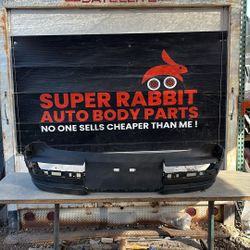 SUPER RABBIT
AUTO BODY PARTS
NO ONE SELLS CHEAPER THAN ME !